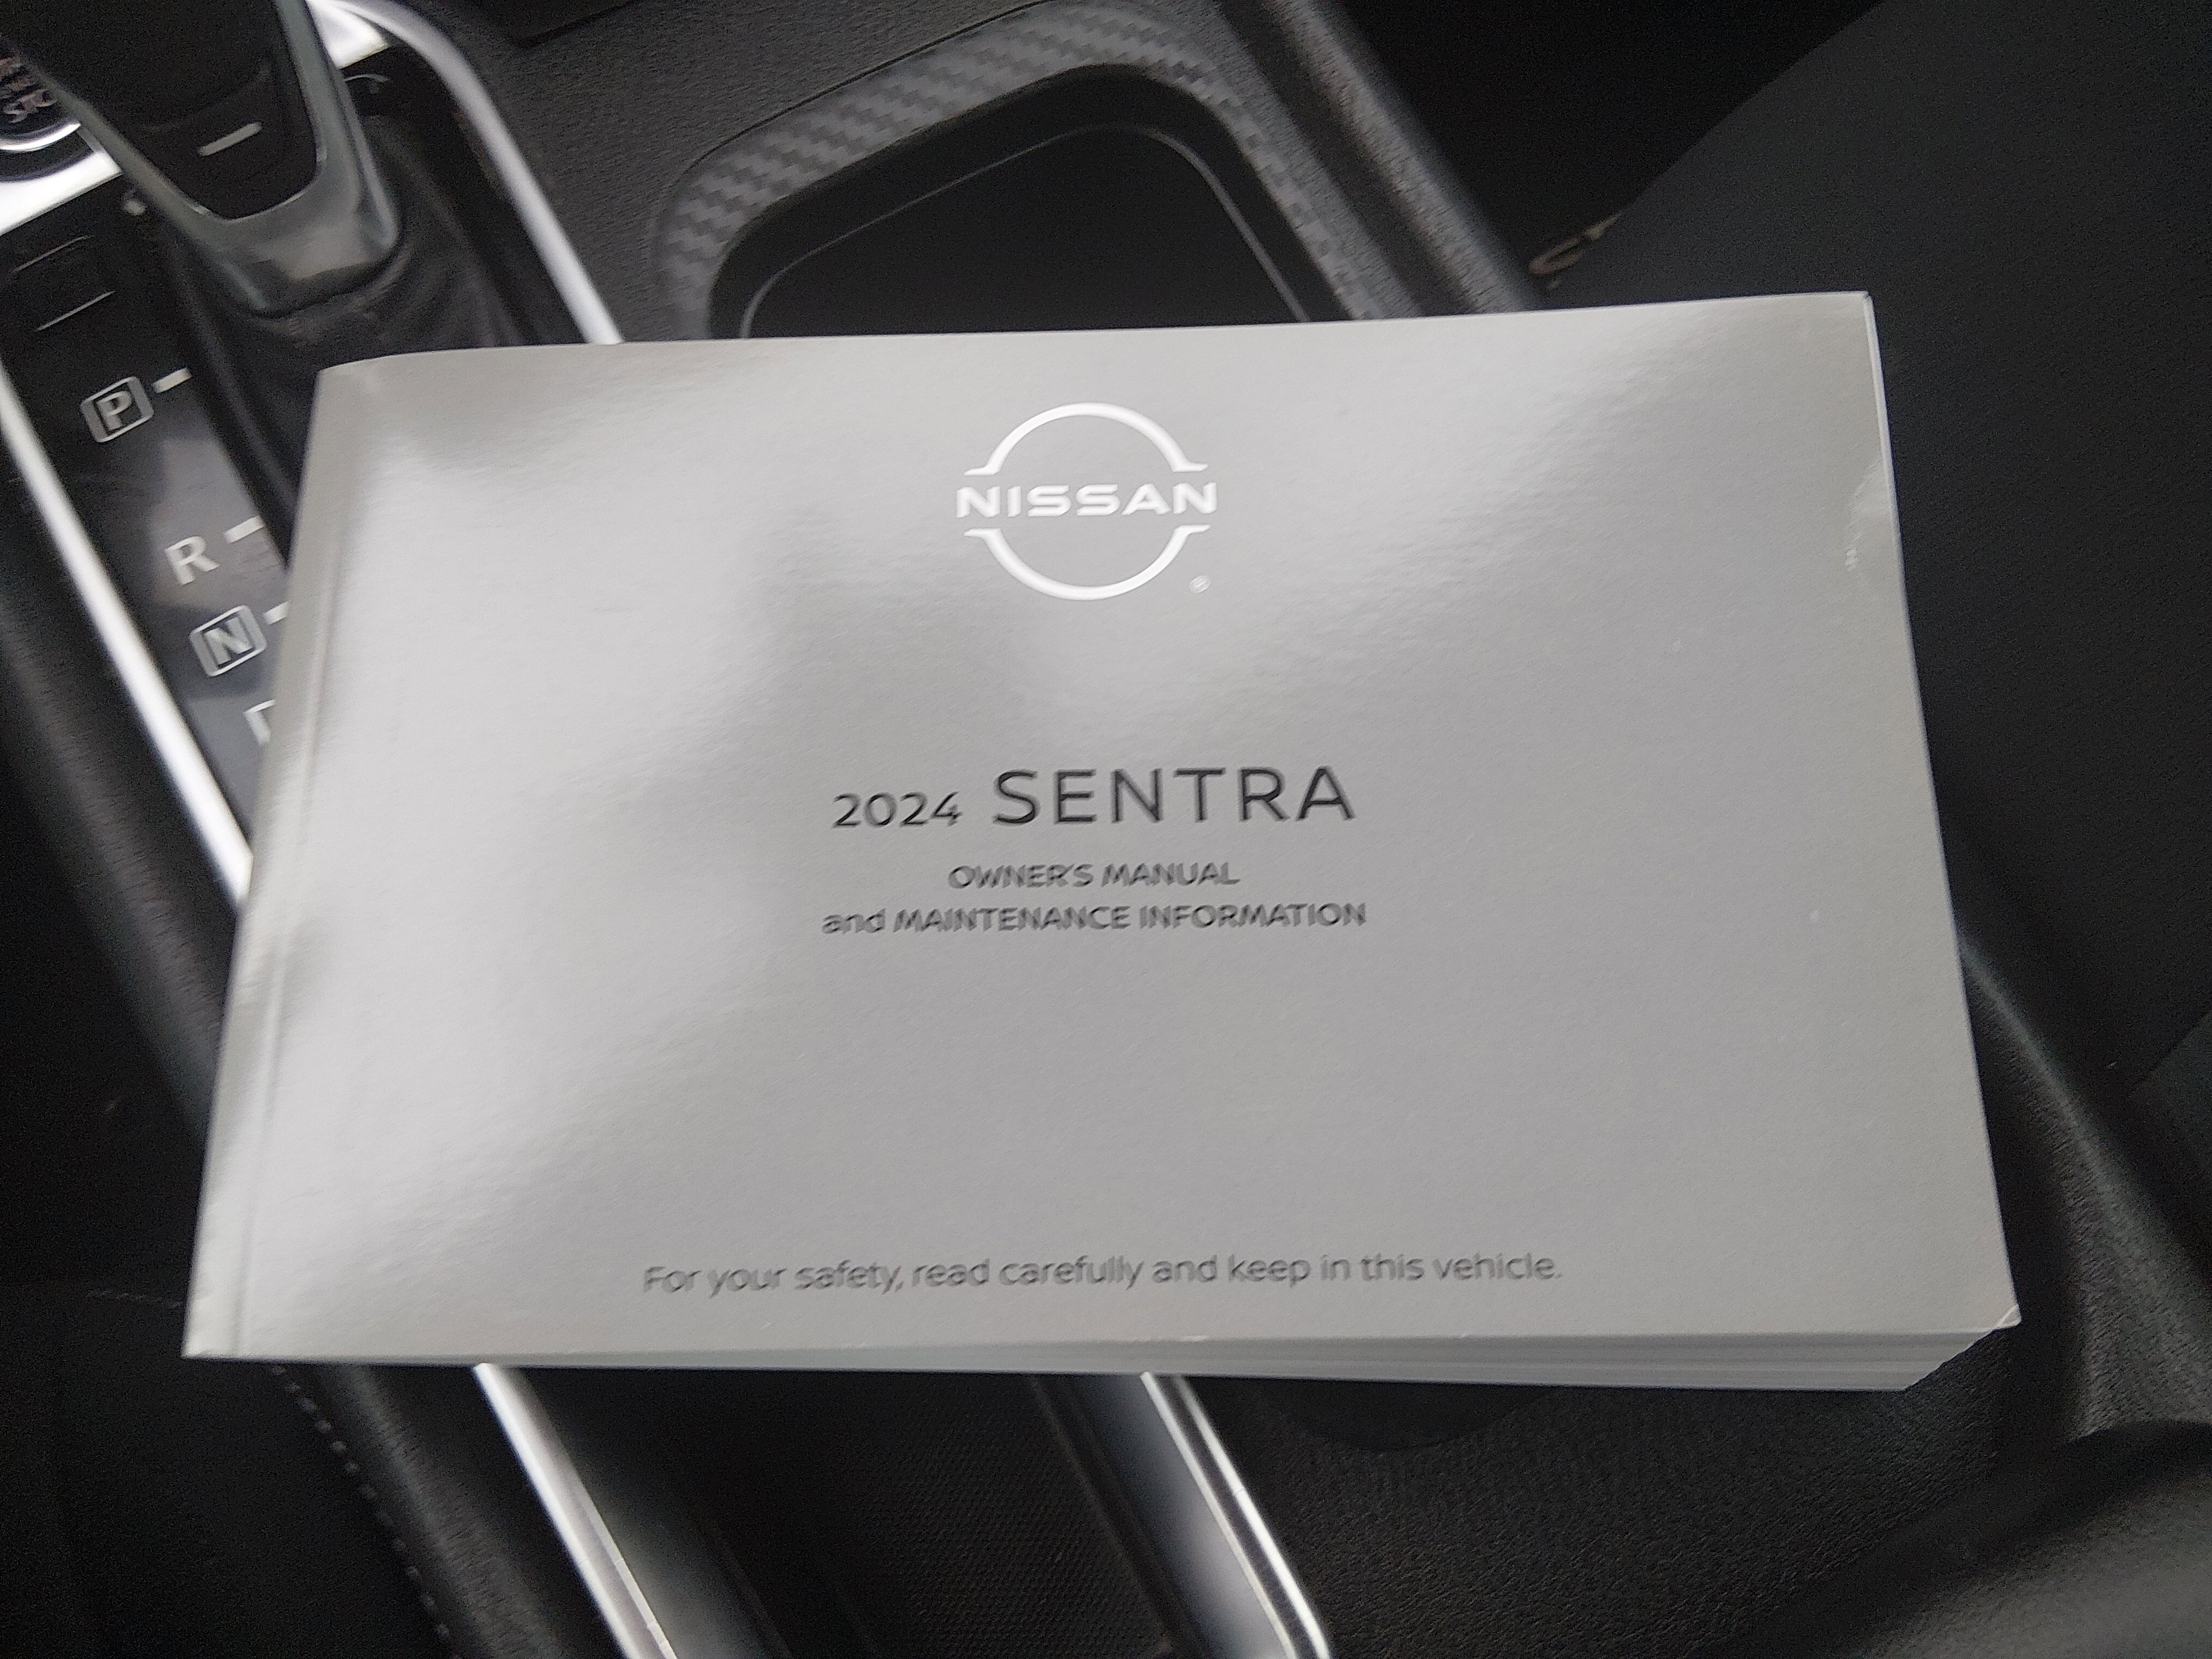 P
R
N
NISSAN
®
2024 SENTRA
OWNER'S MANUAL
and MAINTENANCE INFORMATION
For your safety, read carefully and keep in this vehicle.